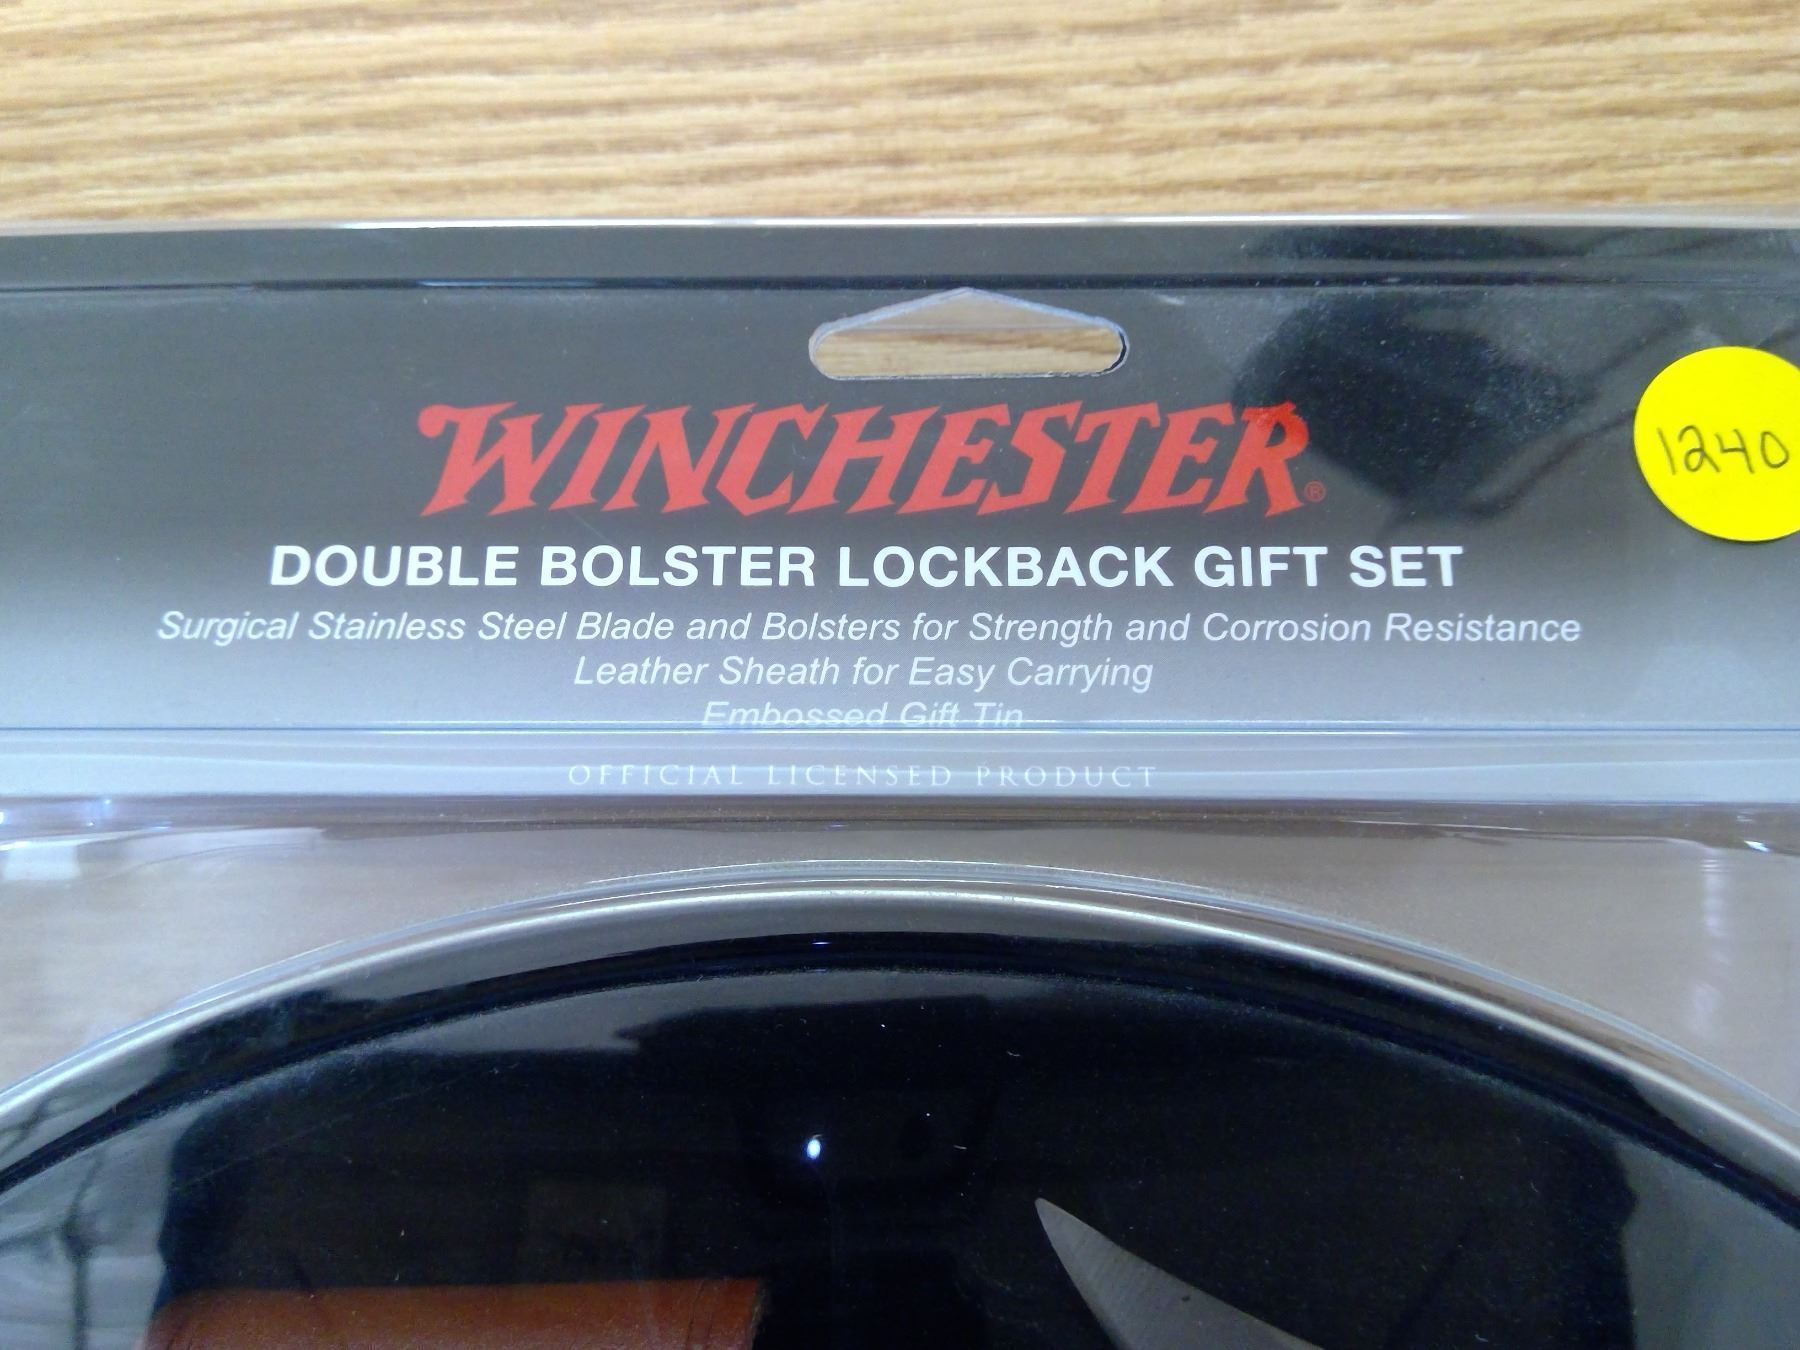 WINCHESTER®
1240
DOUBLE BOLSTER LOCKBACK GIFT SET
Surgical Stainless Steel Blade and Bolsters for Strength and Corrosion Resistance
Leather Sheath for Easy Carrying
Embossed Gift Tin
OFFICIAL LICENSED PRODUCT